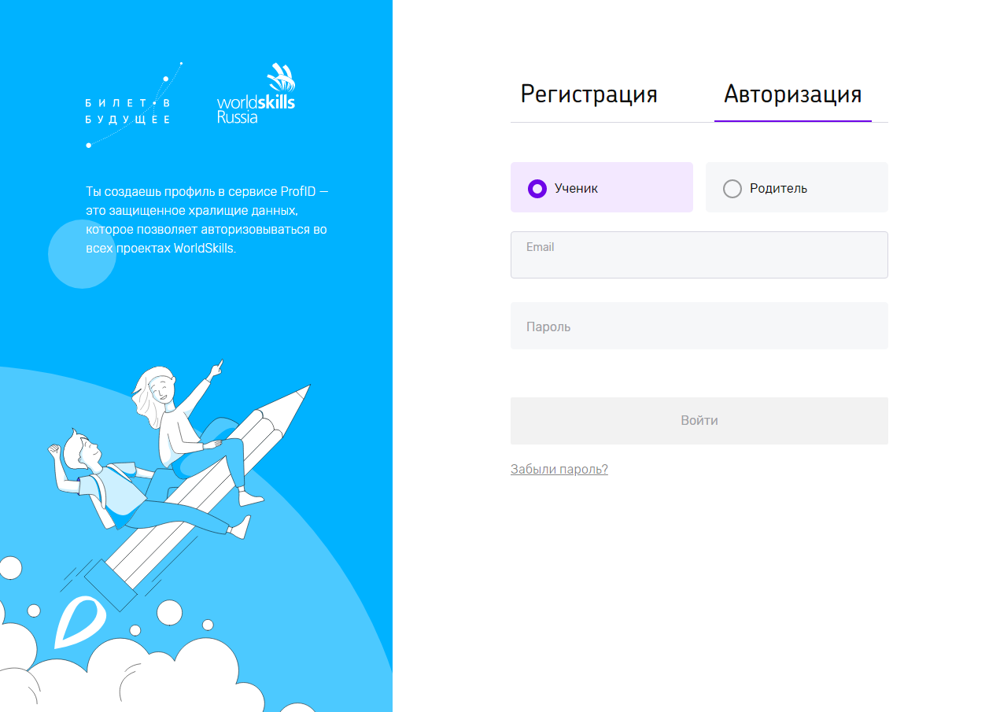 БИЛЕТ В
БУДУЩЕЕ
worldskills
Russia
Ты создаешь профиль в сервисе ProfID —
это защищенное хралищие данных,
которое позволяет авторизовываться во
всех проектах WorldSkills.
Регистрация Авторизация
Ученик Родитель
Email
Пароль
Войти
Забыли пароль?